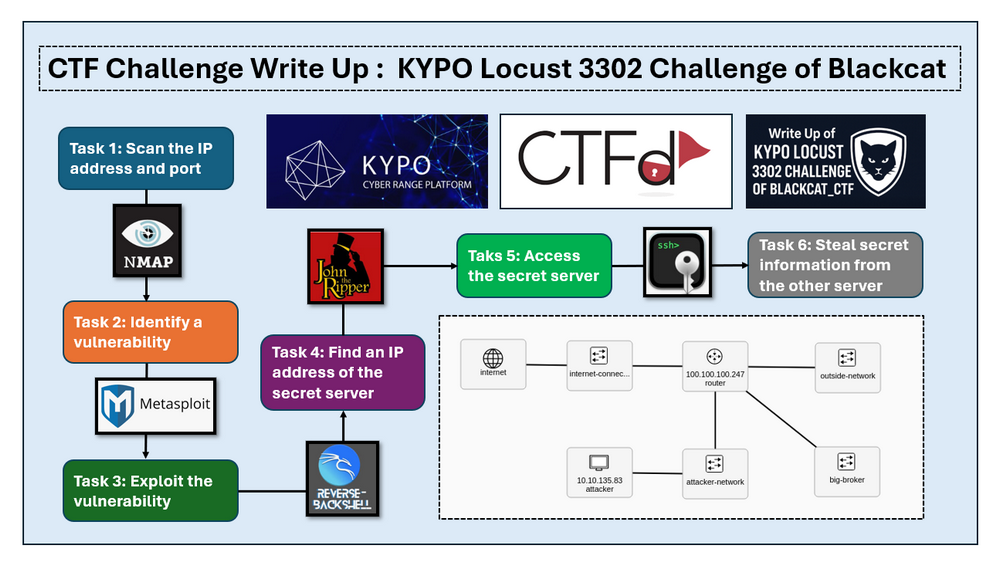 CTF Challenge Write Up : KYPO Locust 3302 Challenge of Blackcat
Task 1: Scan the IP
address and port
KYPO
CYBER RANGE PLATFORM
CTFd
Write Up of
KYPO LOCUST
3302 CHALLENGE
OF BLACKCAT_CTF
NMAP
John
the
Ripper
Taks 5: Access
the secret server
ssh>
Task 6: Steal secret
information from
the other server
Task 2: Identify a
vulnerability
Metasploit
Task 3: Exploit the
vulnerability
REVERSE-
BACKSHELL
Task 4: Find an IP
address of the
secret server
internet
internet-connec...
100.100.100.247
router
outside-network
10.10.135.83
attacker
attacker-network
big-broker